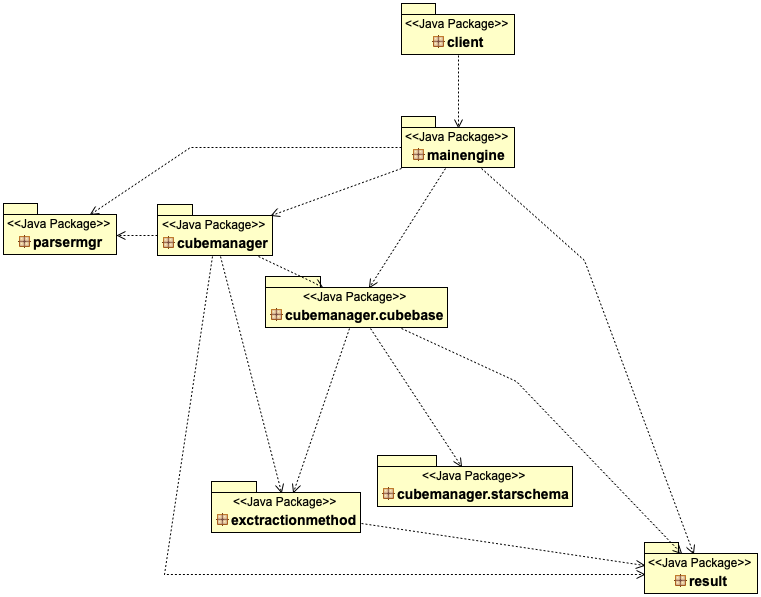 <<Java Package>>
client
<<Java Package>>
mainengine
<<Java Package>>
parsermgr
<<Java Package>>
cubemanager
<<Java Package>>
cubemanager.cubebase
<<Java Package>>
cubemanager.starschema
<<Java Package>>
exctractionmethod
<<Java Package>>
result